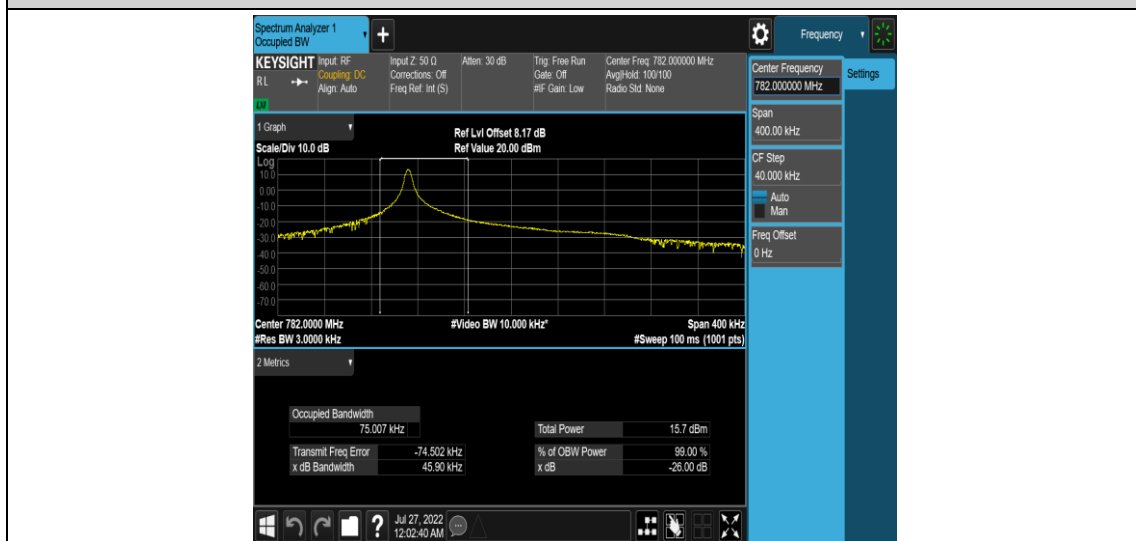 Spectrum Analyzer 1
Occupied BW
+
Frequency
KEYSIGHT
RL
LW
Input: RF
Coupling: DC
Align: Auto
Input Z: 50 Ω
Corrections: Off
Freq Ref: Int (S)
Atten: 30 dB
Trig: Free Run
Gate: Off
#IF Gain: Low
Center Freq: 782.000000 MHz
Avg|Hold: 100/100
Radio Std: None
Center Frequency
782.000000 MHz
Settings
Span
400.00 kHz
CF Step
40.000 kHz
Auto
Man
Freq Offset
0 Hz
1 Graph
Scale/Div 10.0 dB
Ref Lvl Offset 8.17 dB
Ref Value 20.00 dBm
Log
10.0
0.00
-10.0
-20.0
-30.0
-40.0
-50.0
-60.0
-70.0
Center 782.0000 MHz
#Res BW 3.0000 kHz
#Video BW 10.000 kHz*
Span 400 kHz
#Sweep 100 ms (1001 pts)
2 Metrics
Occupied Bandwidth
75.007 kHz
Total Power 15.7 dBm
Transmit Freq Error -74.502 kHz
% of OBW Power 99.00 %
x dB Bandwidth 45.90 kHz
x dB -26.00 dB
?
Jul 27, 2022
12:02:40 AM